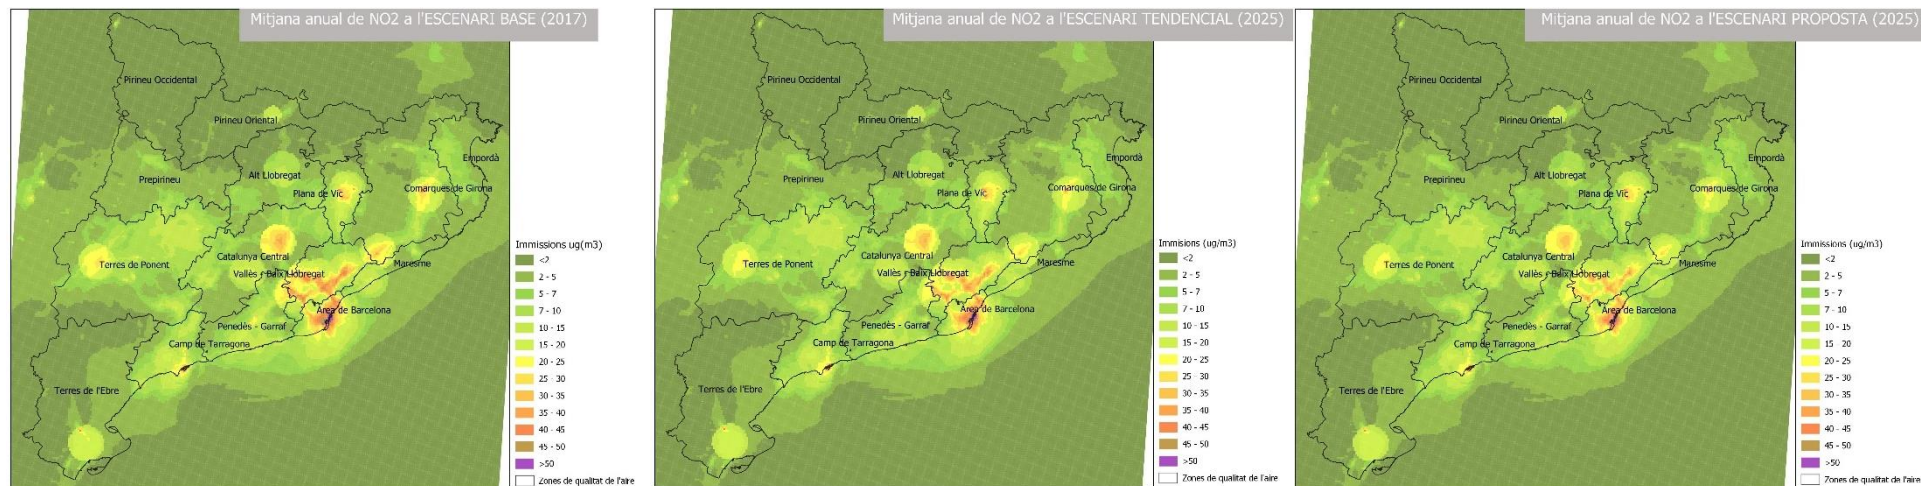 Mitjana anual de NO2 a l'ESCENARI BASE (2017)
Pirineu Occidental
Pirineu Oriental
Empordà
Alt Llobregat
Prepirineu
Plana de Vic
Comarques de Girona
Catalunya Central
Terres de Ponent
Maresme
Vallès - Baix Llobregat
Àrea de Barcelona
Penedès - Garraf
Camp de Tarragona
Terres de l'Ebre
Immissions ug(m3)
<2
2 - 5
5 - 7
7 - 10
10 - 15
15 - 20
20 - 25
25 - 30
30 - 35
35 - 40
40 - 45
45 - 50
>50
Zones de qualitat de l'aire
Mitjana anual de NO2 a l'ESCENARI TENDENCIAL (2025)
Pirineu Occidental
Pirineu Oriental
Empordà
Alt Llobregat
Prepirineu
Plana de Vic
Comarques de Girona
Catalunya Central
Terres de Ponent
Maresme
Vallès - Baix Llobregat
Àrea de Barcelona
Penedès - Garraf
Camp de Tarragona
Terres de l'Ebre
Immisions (ug/m3)
<2
2 - 5
5 - 7
7 - 10
10 - 15
15 - 20
20 - 25
25 - 30
30 - 35
35 - 40
40 - 45
45 - 50
>50
Zones de qualitat de l'aire
Mitjana anual de NO2 a l'ESCENARI PROPOSTA (2025)
Pirineu Occidental
Pirineu Oriental
Empordà
Alt Llobregat
Prepirineu
Plana de Vic
Comarques de Girona
Catalunya Central
Terres de Ponent
Maresme
Vallès - Baix Llobregat
Àrea de Barcelona
Penedès - Garraf
Camp de Tarragona
Terres de l'Ebre
Immissions (ug/m3)
<2
2 - 5
5 - 7
7 - 10
10 - 15
15 - 20
20 - 25
25 - 30
30 - 35
35 - 40
40 - 45
45 - 50
>50
Zones de qualitat de l'aire